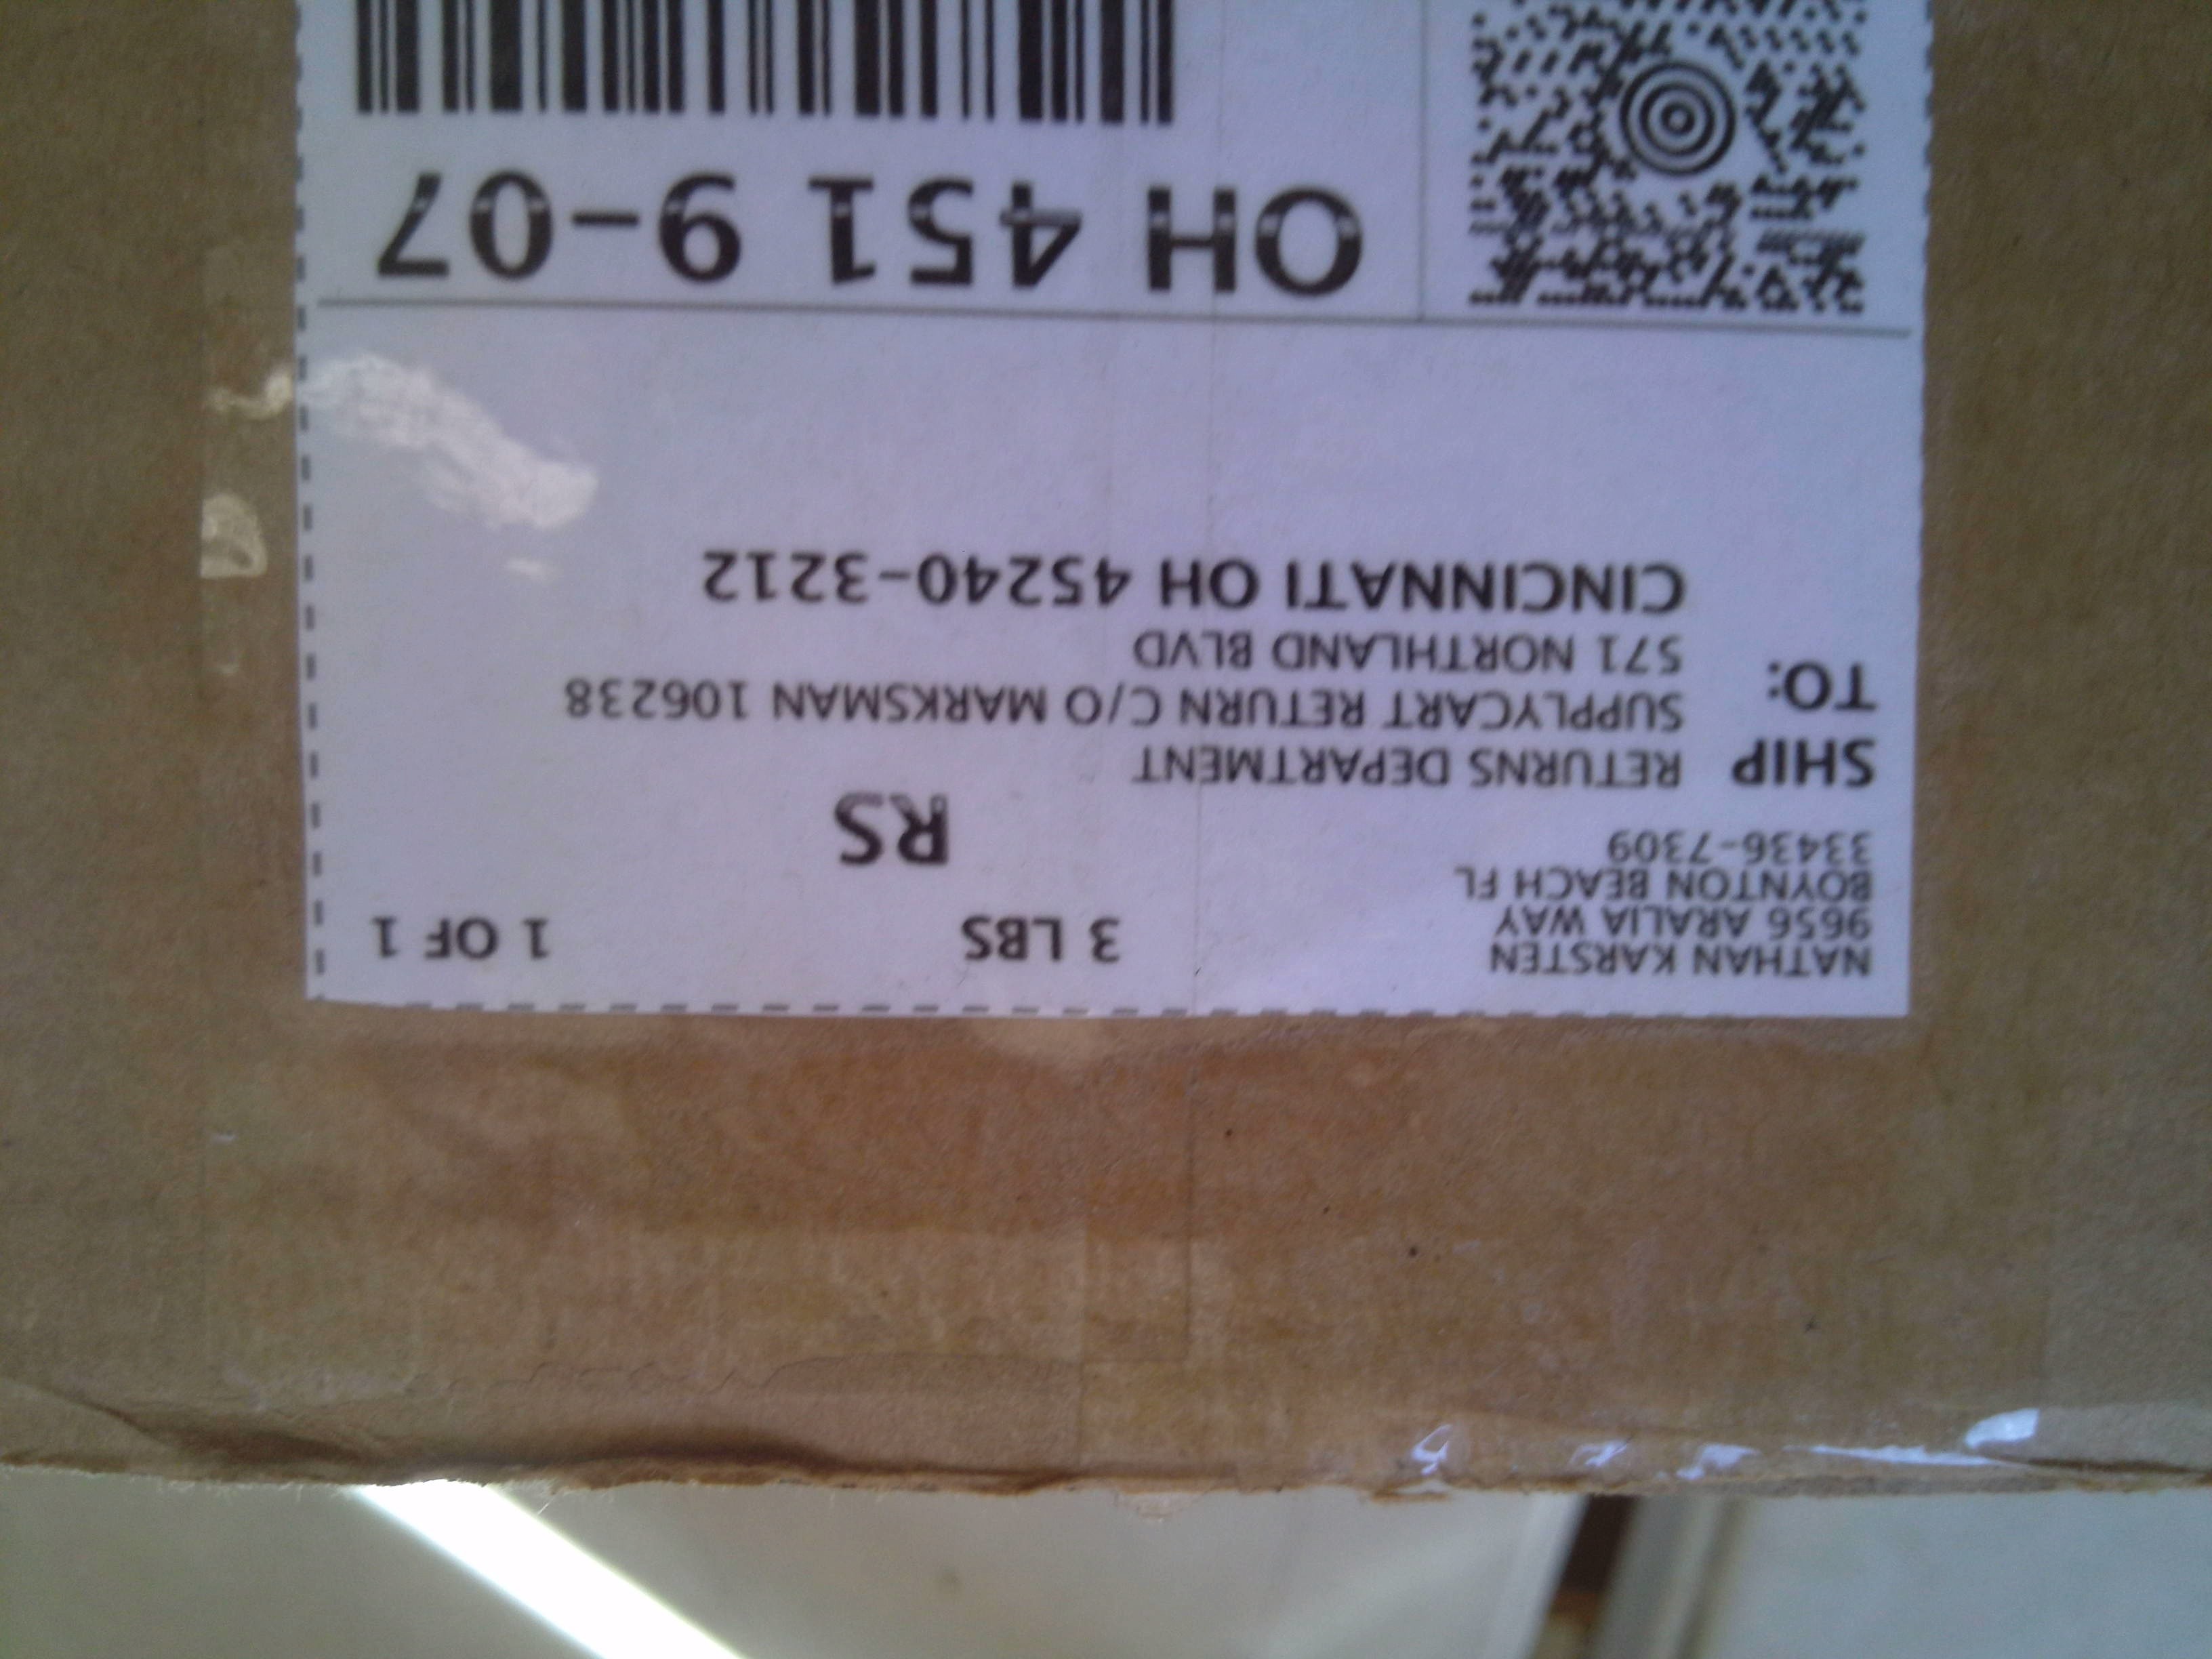 NATHAN KARSTEN
9656 ARALIA WAY
BOYNTON BEACH FL
33436-7309
3 LBS
1 OF 1
RS
SHIP
TO:
RETURNS DEPARTMENT
SUPPLYCART RETURN C/O MARKSMAN 106238
571 NORTHLAND BLVD
CINCINNATI OH 45240-3212
OH 451 9-07